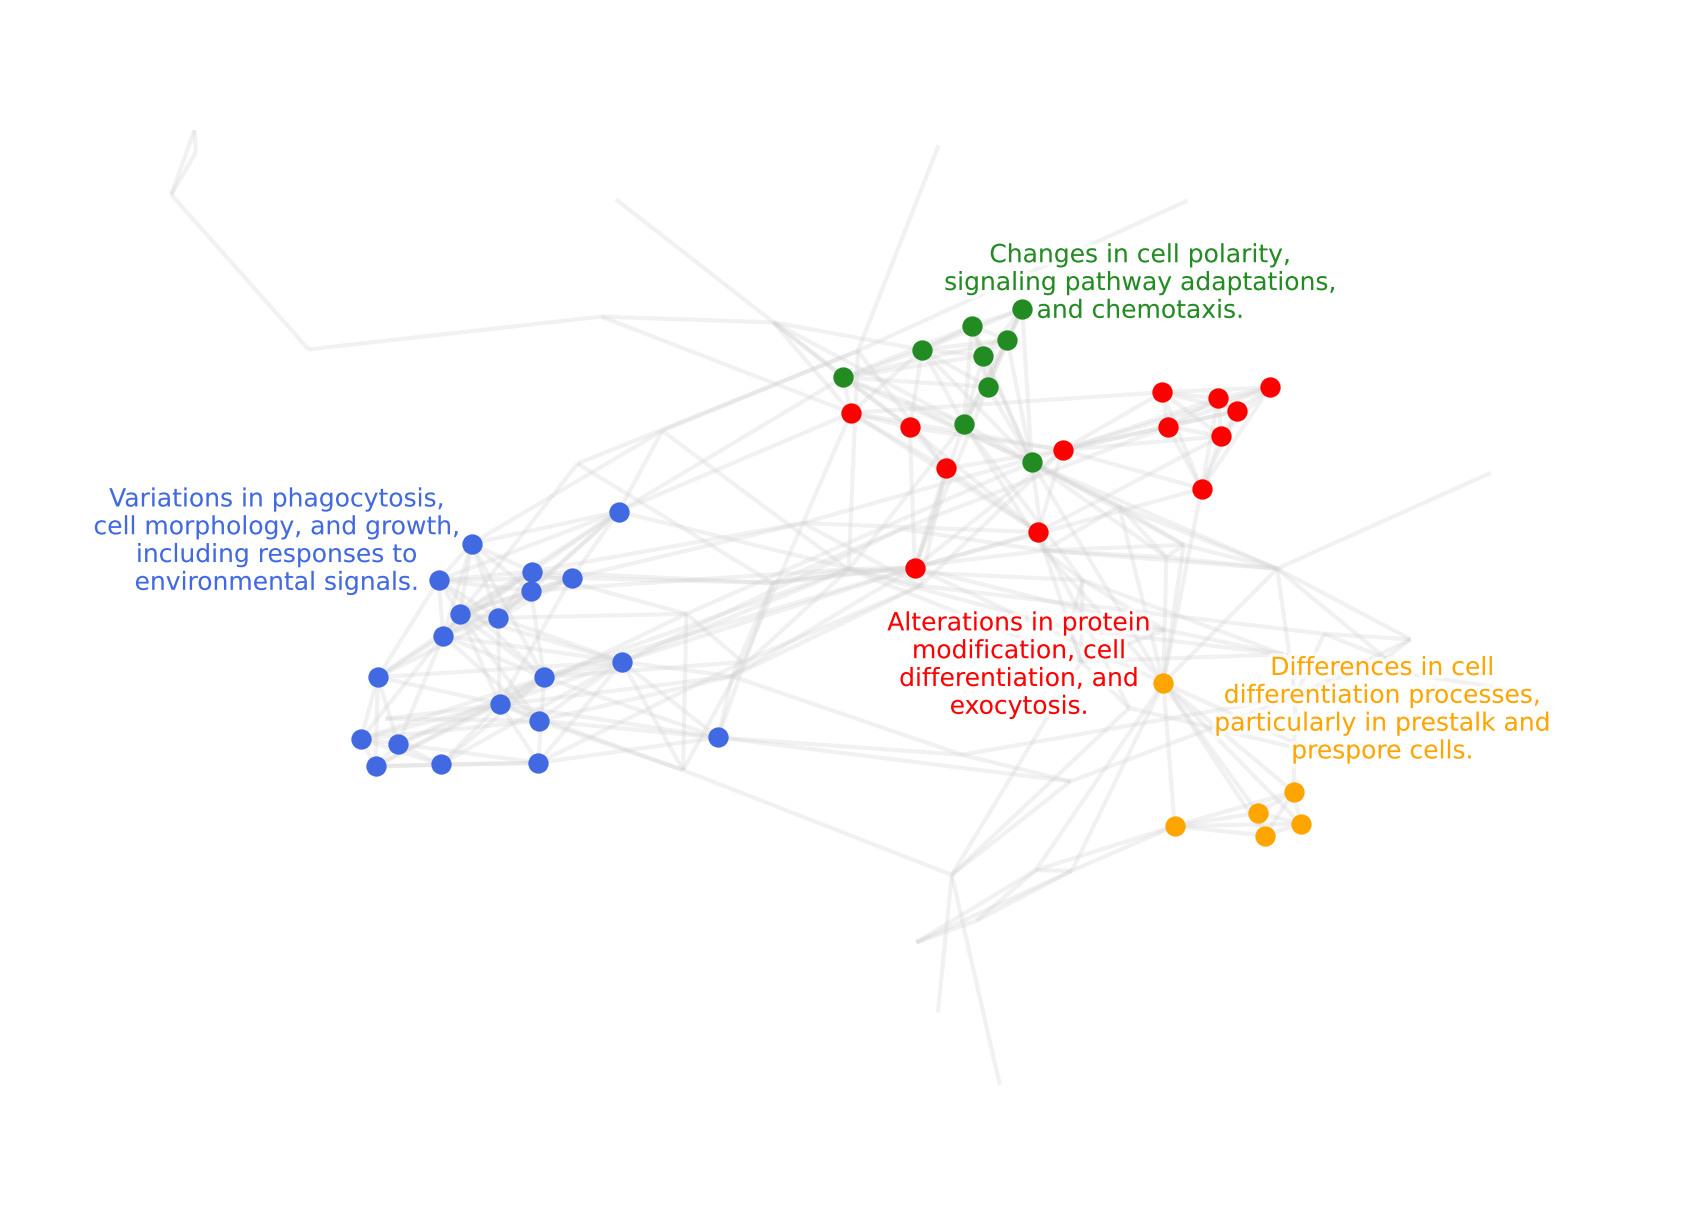 Changes in cell polarity,
signaling pathway adaptations,
and chemotaxis.
Variations in phagocytosis,
cell morphology, and growth,
including responses to
environmental signals.
Alterations in protein
modification, cell
differentiation, and
exocytosis.
Differences in cell
differentiation processes,
particularly in prestalk and
prespore cells.